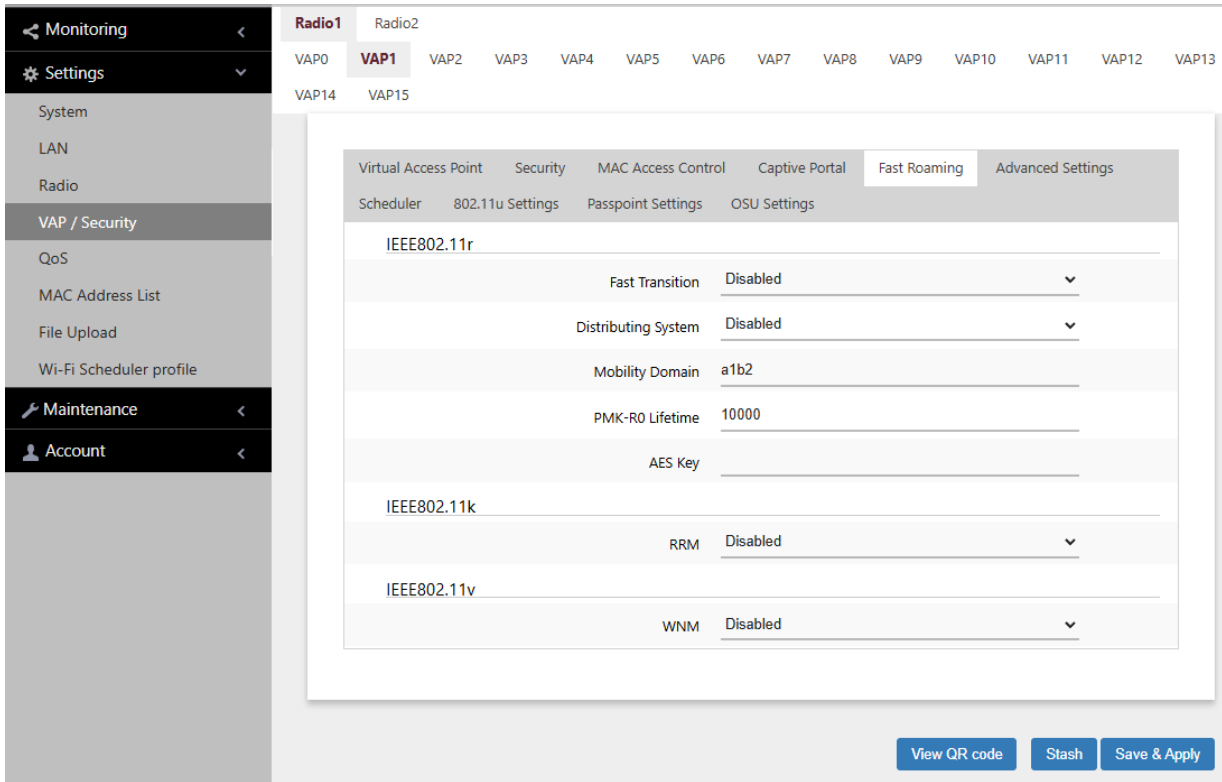 Monitoring
Settings
System
LAN
Radio
VAP / Security
QoS
MAC Address List
File Upload
Wi-Fi Scheduler profile
Maintenance
Account
Radio1 Radio2
VAP0 VAP1 VAP2 VAP3 VAP4 VAP5 VAP6 VAP7 VAP8 VAP9 VAP10 VAP11 VAP12 VAP13
VAP14 VAP15
Virtual Access Point Security MAC Access Control Captive Portal Fast Roaming Advanced Settings
Scheduler 802.11u Settings Passpoint Settings OSU Settings
IEEE802.11r
Fast Transition Disabled
Distributing System Disabled
Mobility Domain a1b2
PMK-R0 Lifetime 10000
AES Key
IEEE802.11k
RRM Disabled
IEEE802.11v
WNM Disabled
View QR code Stash Save & Apply